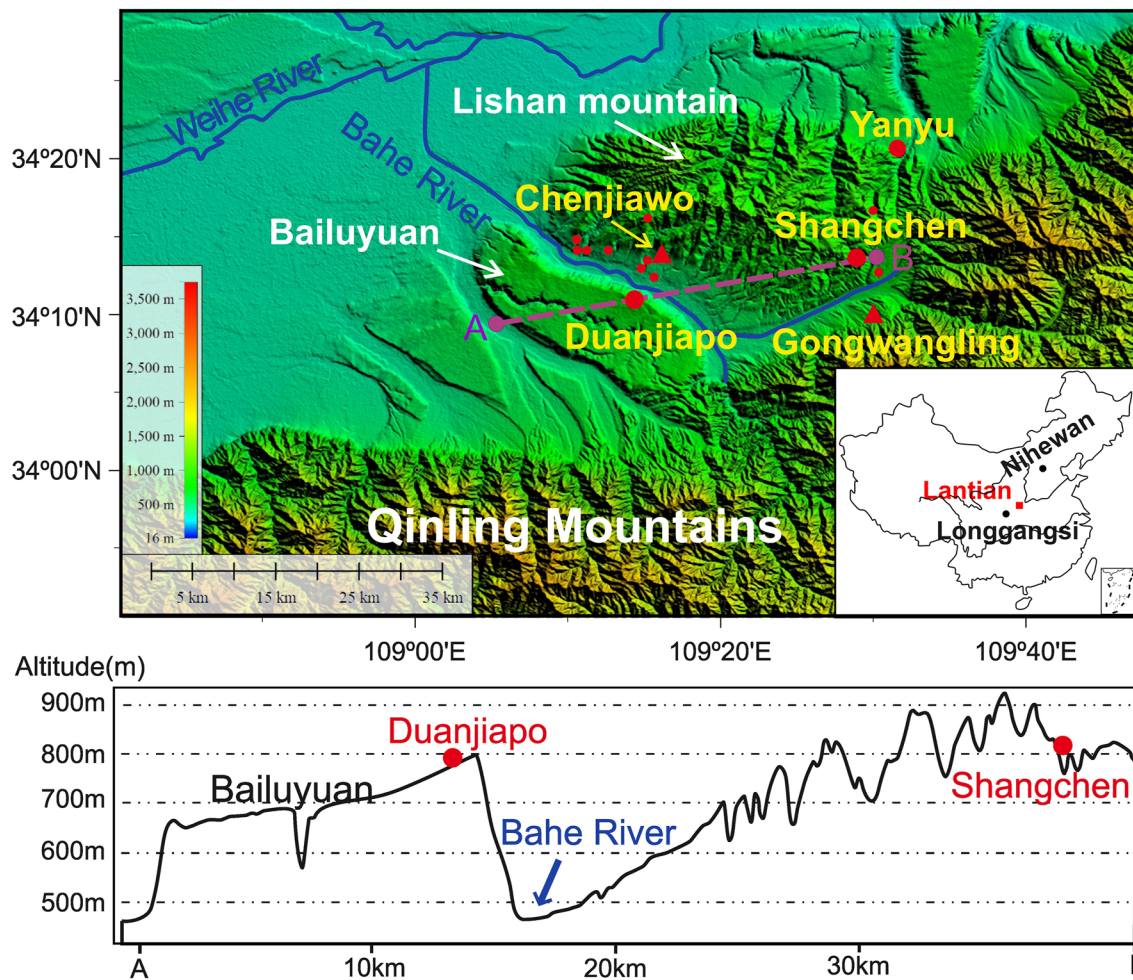 Weihe River
Lishan mountain
Yanyu
34º20'N
Bahe River
Chenjiawo
Shangchen
Bailuyuan
B
3,500 m
3,000 m
2,500 m
2,000 m
1,500 m
1,000 m
500 m
16 m
34º10'N
A
Duanjiapo
Gongwangling
Nihewan
Lantian
Longgangsi
34º00'N
Qinling Mountains
5 km 15 km 25 km 35 km
109º00'E 109º20'E 109º40'E
Altitude(m)
900m
Duanjiapo
800m
Bailuyuan
Shangchen
700m
Bahe River
600m
500m
A 10km 20km 30km